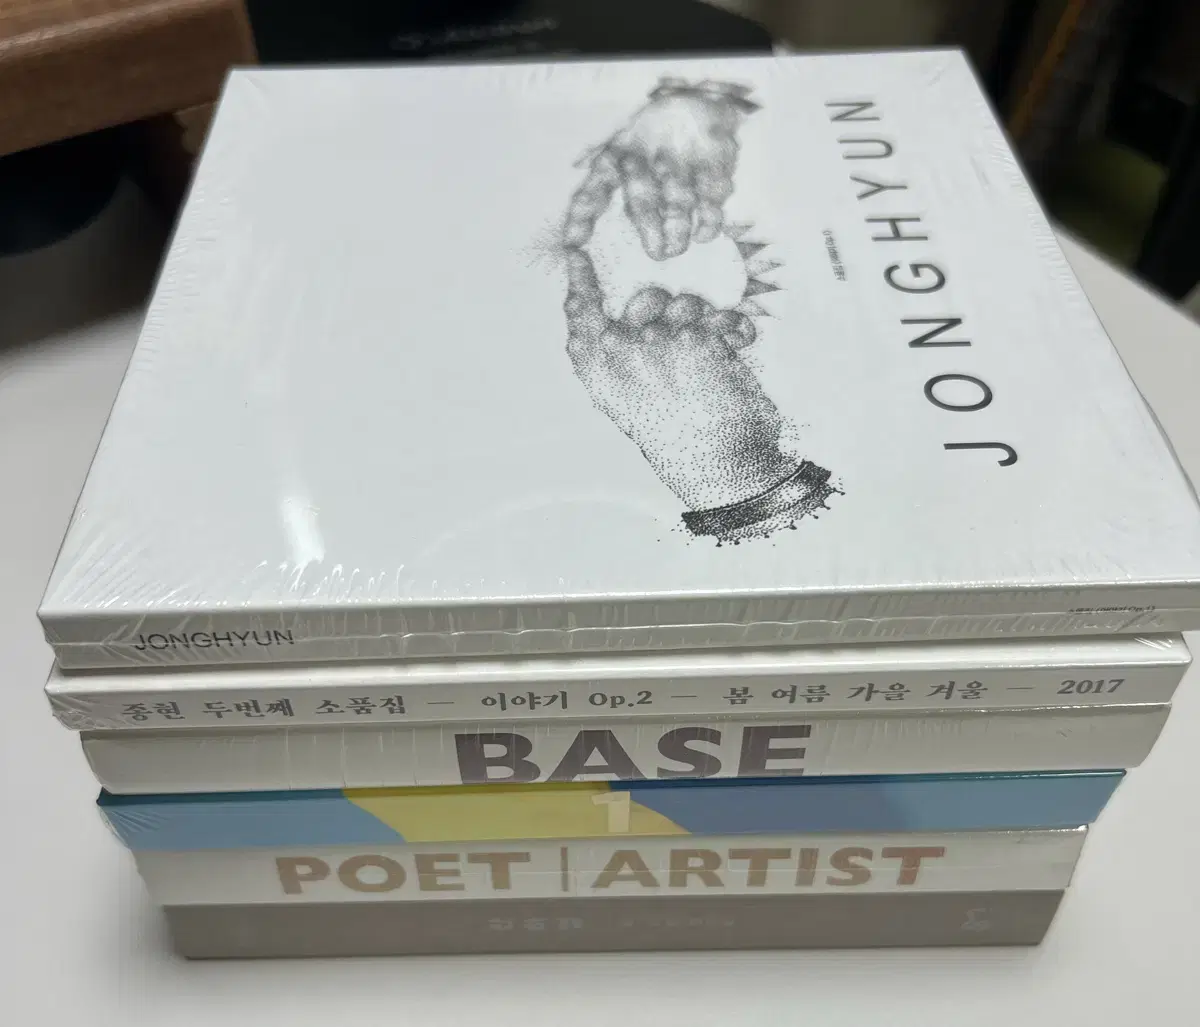 JONGHYUN
JONGHYUN
종현 두번째 소품집 — 이야기 Op.2 — 봄 여름 가을 겨울 — 2017
BASE
1
POET | ARTIST